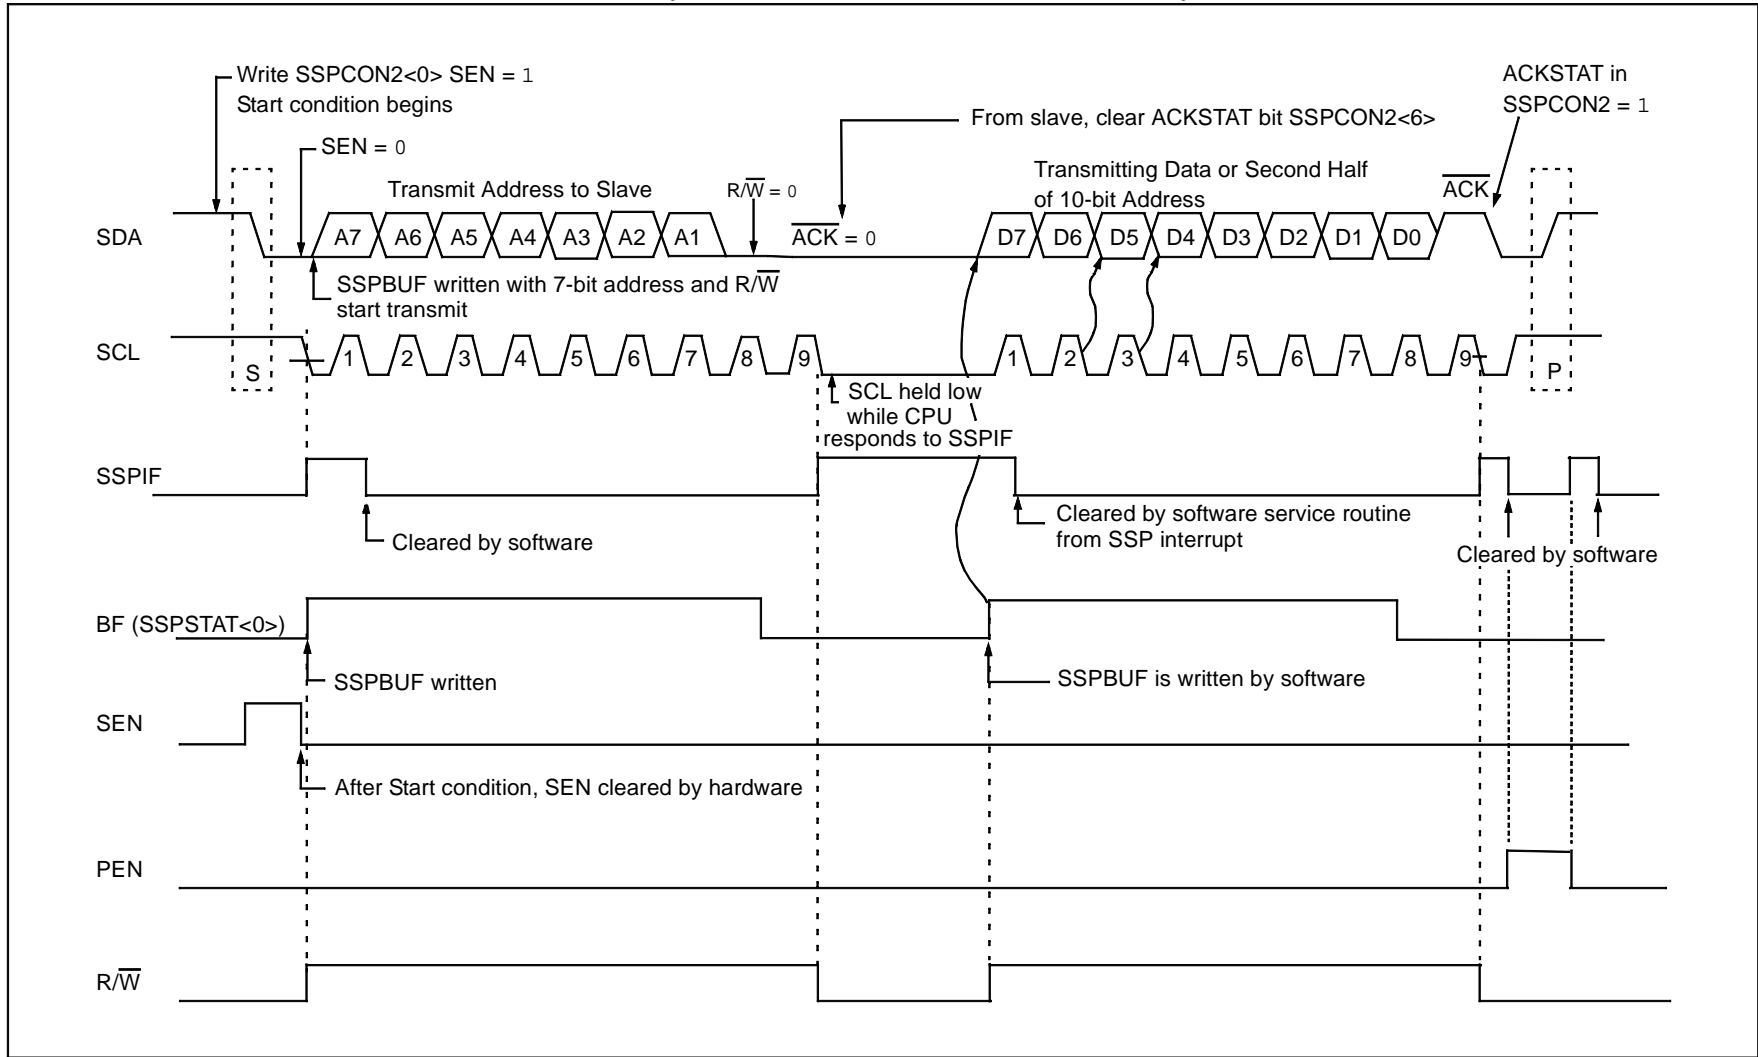 Write SSPCON2<0> SEN = 1
Start condition begins
ACKSTAT in
SSPCON2 = 1
From slave, clear ACKSTAT bit SSPCON2<6>
SEN = 0
Transmit Address to Slave
R/W̅ = 0
Transmitting Data or Second Half
of 10-bit Address
A̅C̅K̅
SDA
A7 A6 A5 A4 A3 A2 A1
A̅C̅K̅ = 0
D7 D6 D5 D4 D3 D2 D1 D0
SSPBUF written with 7-bit address and R/W̅
start transmit
SCL
S
1 2 3 4 5 6 7 8 9
1 2 3 4 5 6 7 8 9
P
SCL held low
while CPU
responds to SSPIF
SSPIF
Cleared by software
Cleared by software service routine
from SSP interrupt
Cleared by software
BF (SSPSTAT<0>)
SSPBUF written
SSPBUF is written by software
SEN
After Start condition, SEN cleared by hardware
PEN
R/W̅